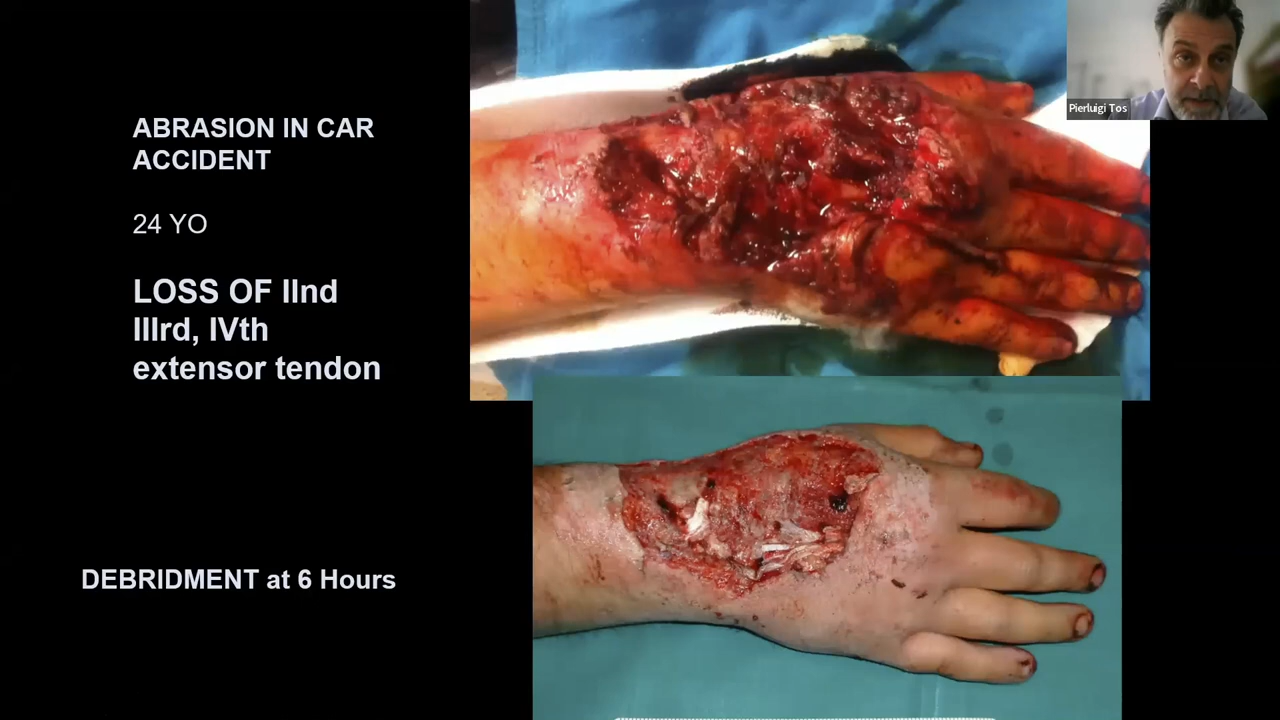 ABRASION IN CAR
ACCIDENT
24 YO
LOSS OF IInd
IIIrd, IVth
extensor tendon
DEBRIDMENT at 6 Hours
Pierluigi Tos